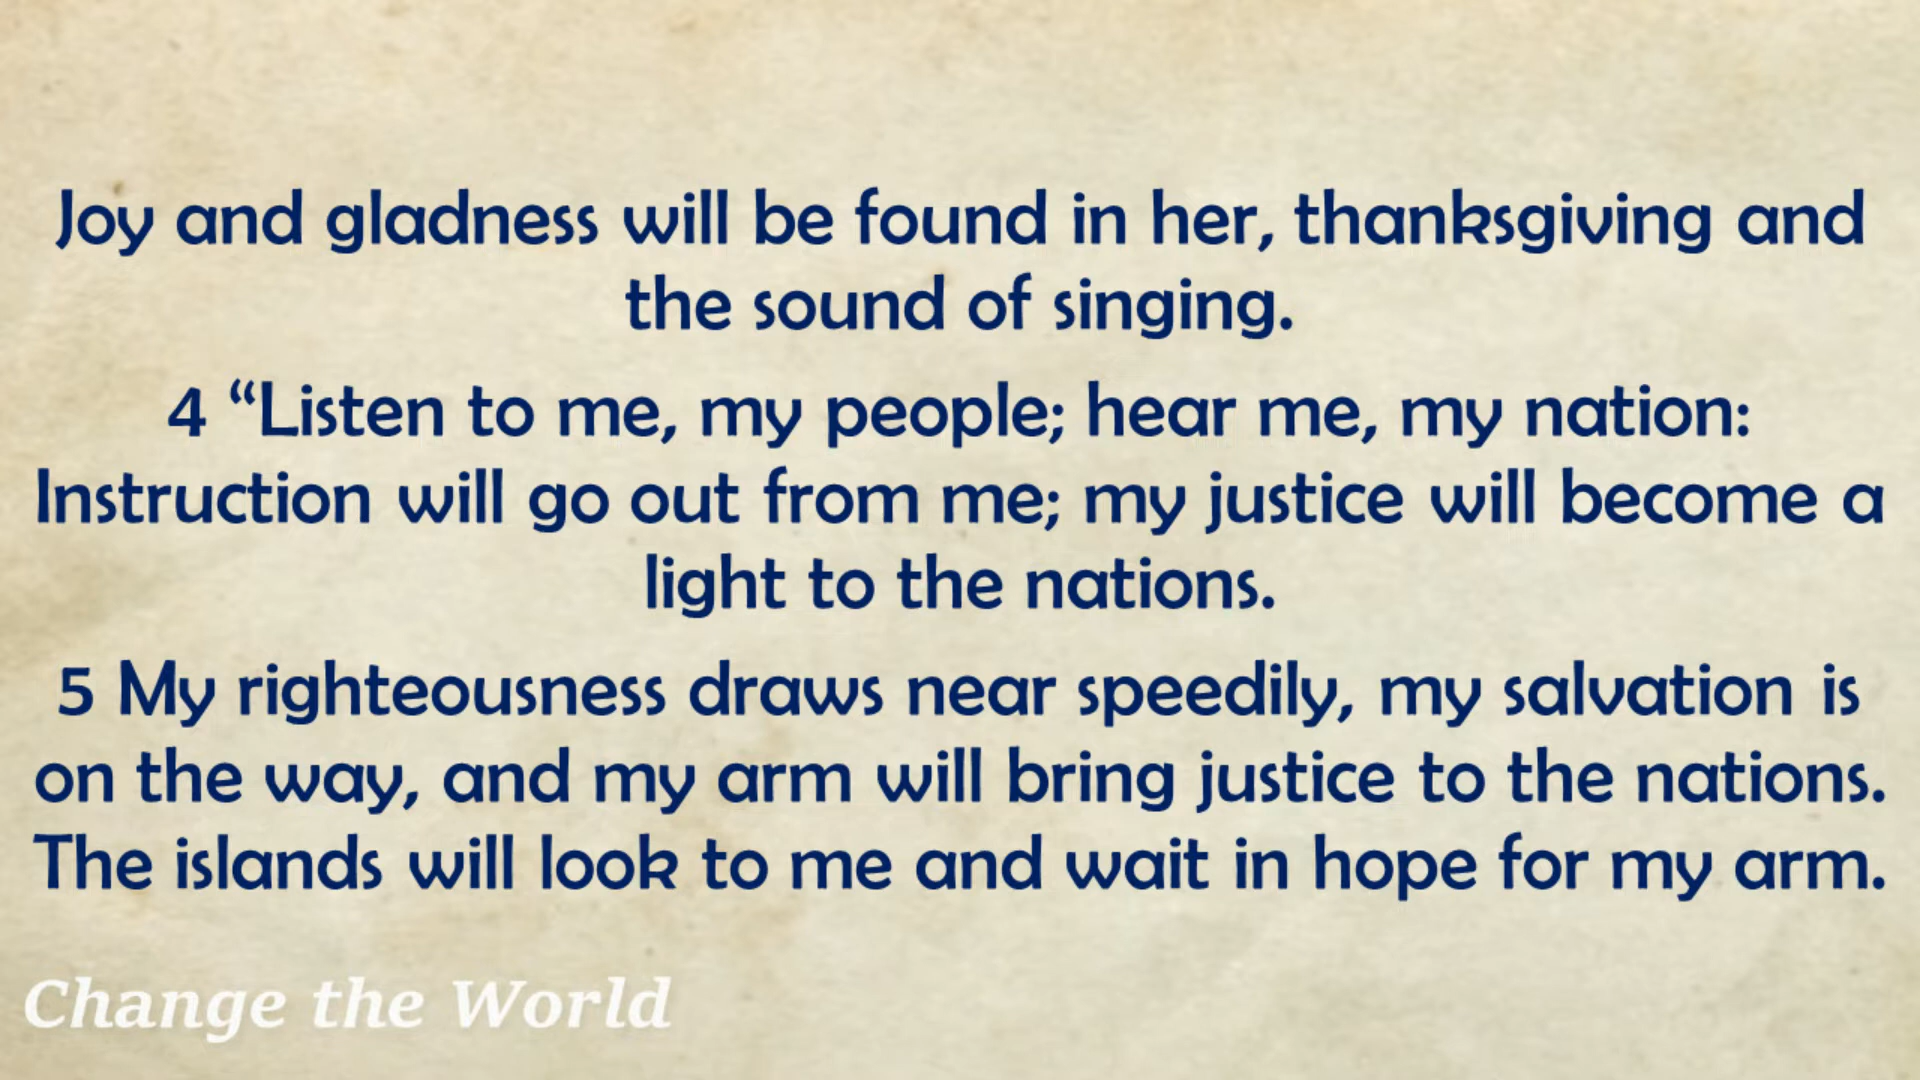 Joy and gladness will be found in her, thanksgiving and
the sound of singing.
4 “Listen to me, my people; hear me, my nation:
Instruction will go out from me; my justice will become a
light to the nations.
5 My righteousness draws near speedily, my salvation is
on the way, and my arm will bring justice to the nations.
The islands will look to me and wait in hope for my arm.
Change the World